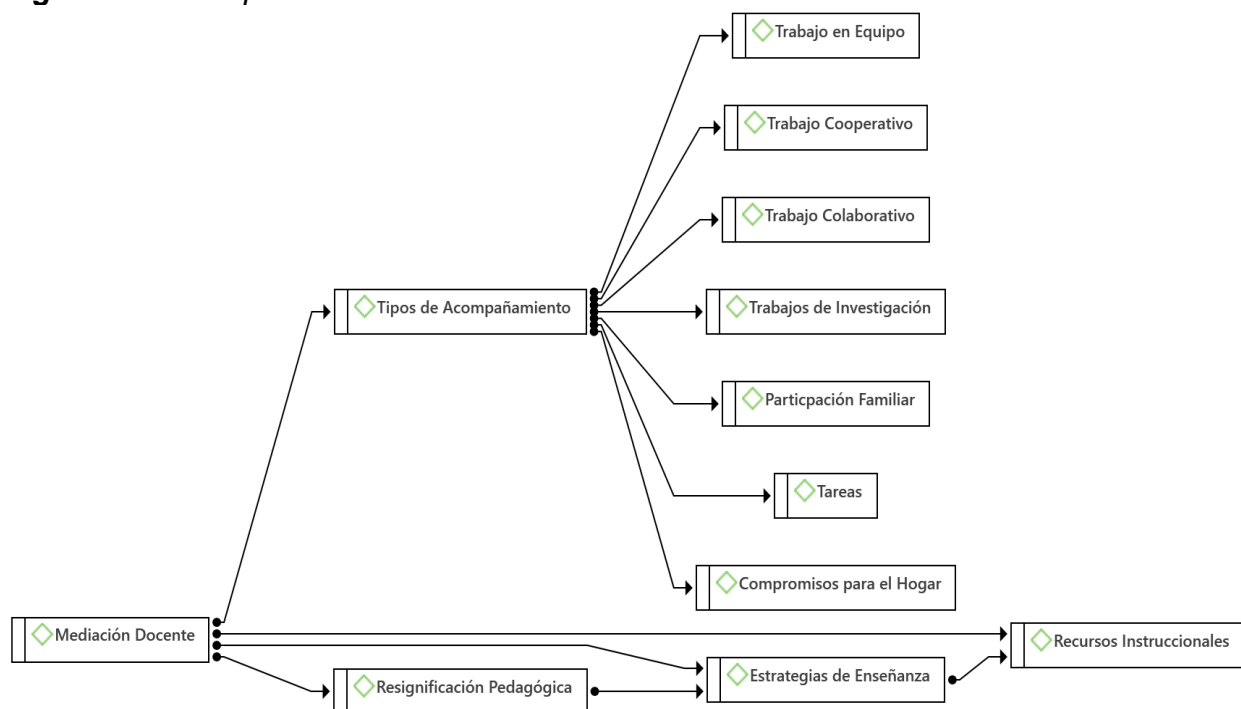 Trabajo en Equipo
Trabajo Cooperativo
Trabajo Colaborativo
Tipos de Acompañamiento
Trabajos de Investigación
Particpación Familiar
Tareas
Compromisos para el Hogar
Mediación Docente
Recursos Instruccionales
Resignificación Pedagógica
Estrategias de Enseñanza